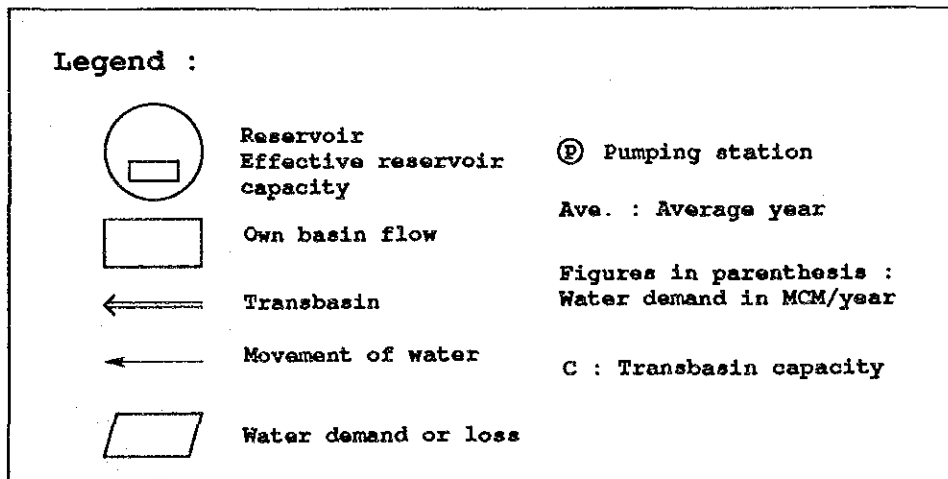 Legend :
Reservoir
Effective reservoir
capacity
Own basin flow
Transbasin
Movement of water
Water demand or loss
P Pumping station
Ave. : Average year
Figures in parenthesis :
Water demand in MCM/year
C : Transbasin capacity